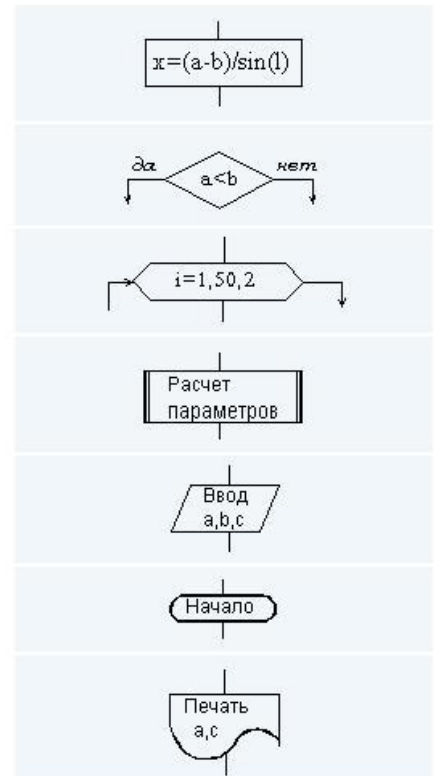 x=(a-b)/sin(l)
да нет
a<b
i=1,50,2
Расчет
параметров
Ввод
a,b,c
Начало
Печать
a,c